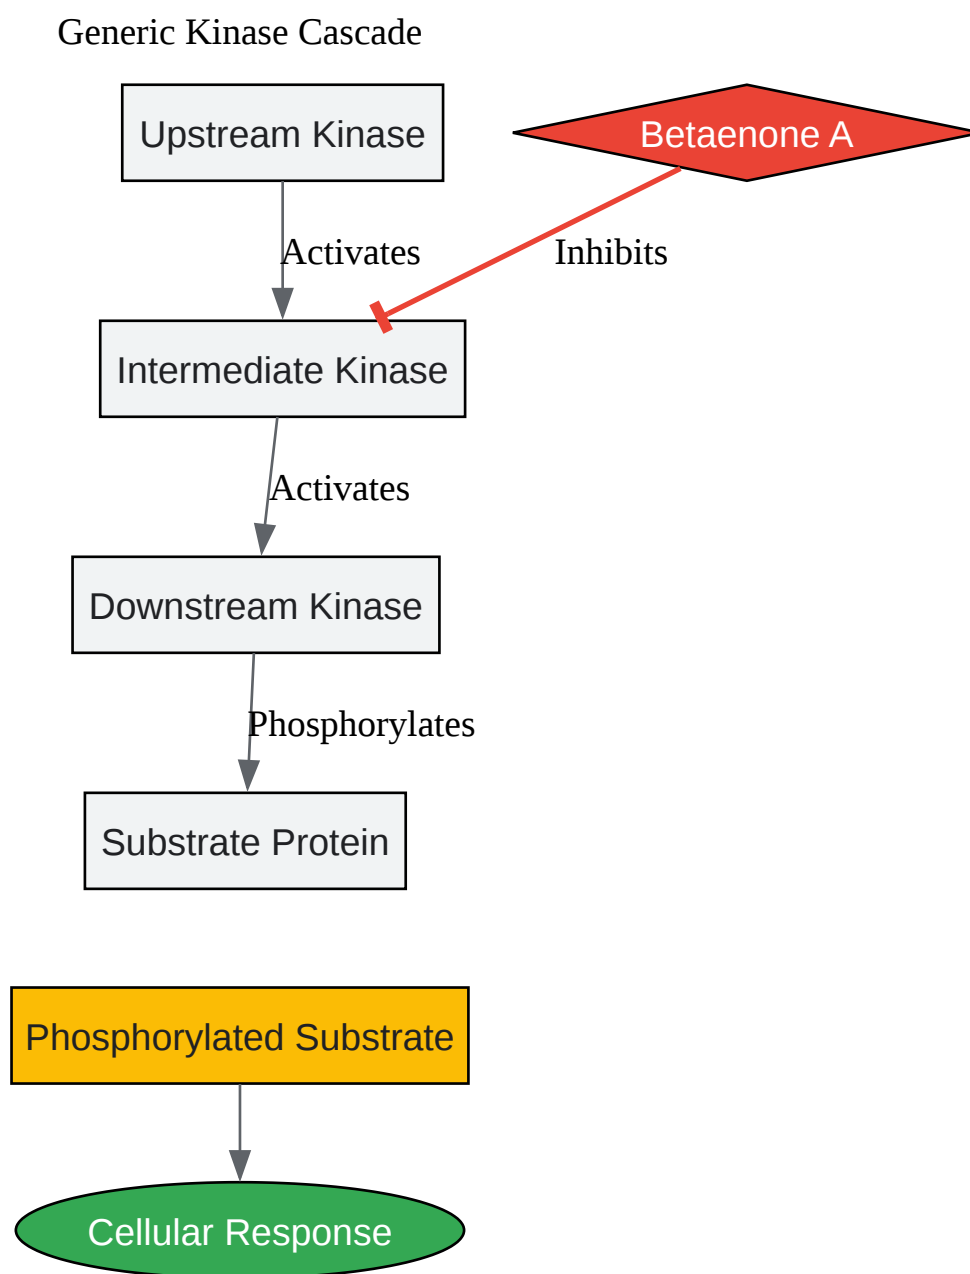 Generic Kinase Cascade
Upstream Kinase
Betaenone A
Activates
Inhibits
Intermediate Kinase
Activates
Downstream Kinase
Phosphorylates
Substrate Protein
Phosphorylated Substrate
Cellular Response